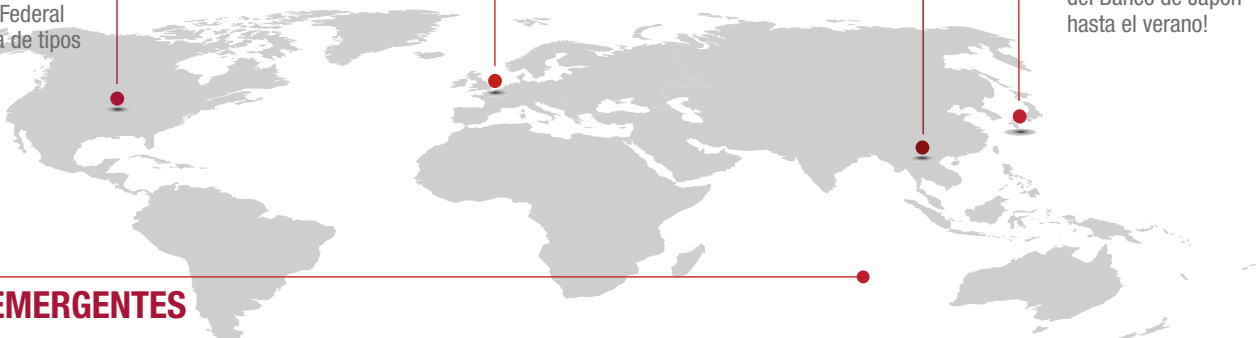 Federal
de tipos
del Banco de Japón
hasta el verano!
EMERGENTES